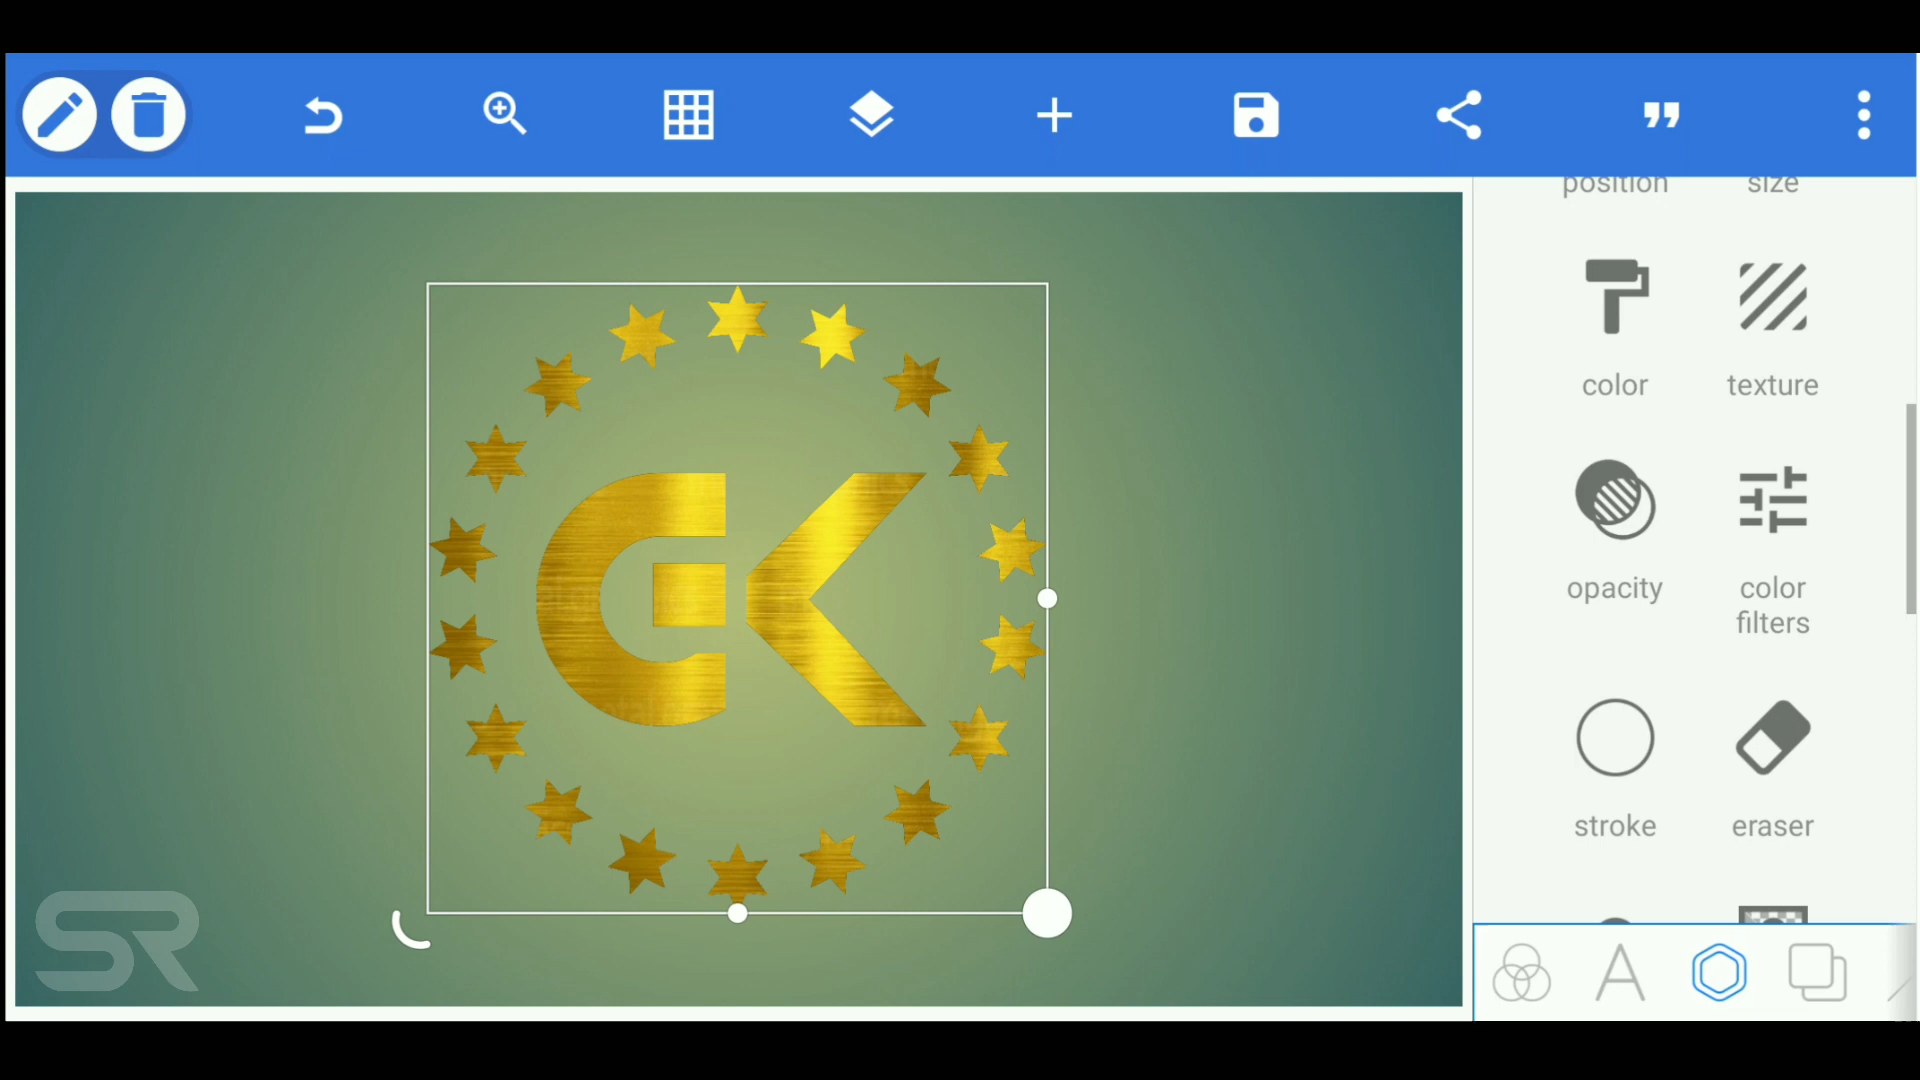 position size
color texture
opacity color
filters
stroke eraser
GK
SR
A